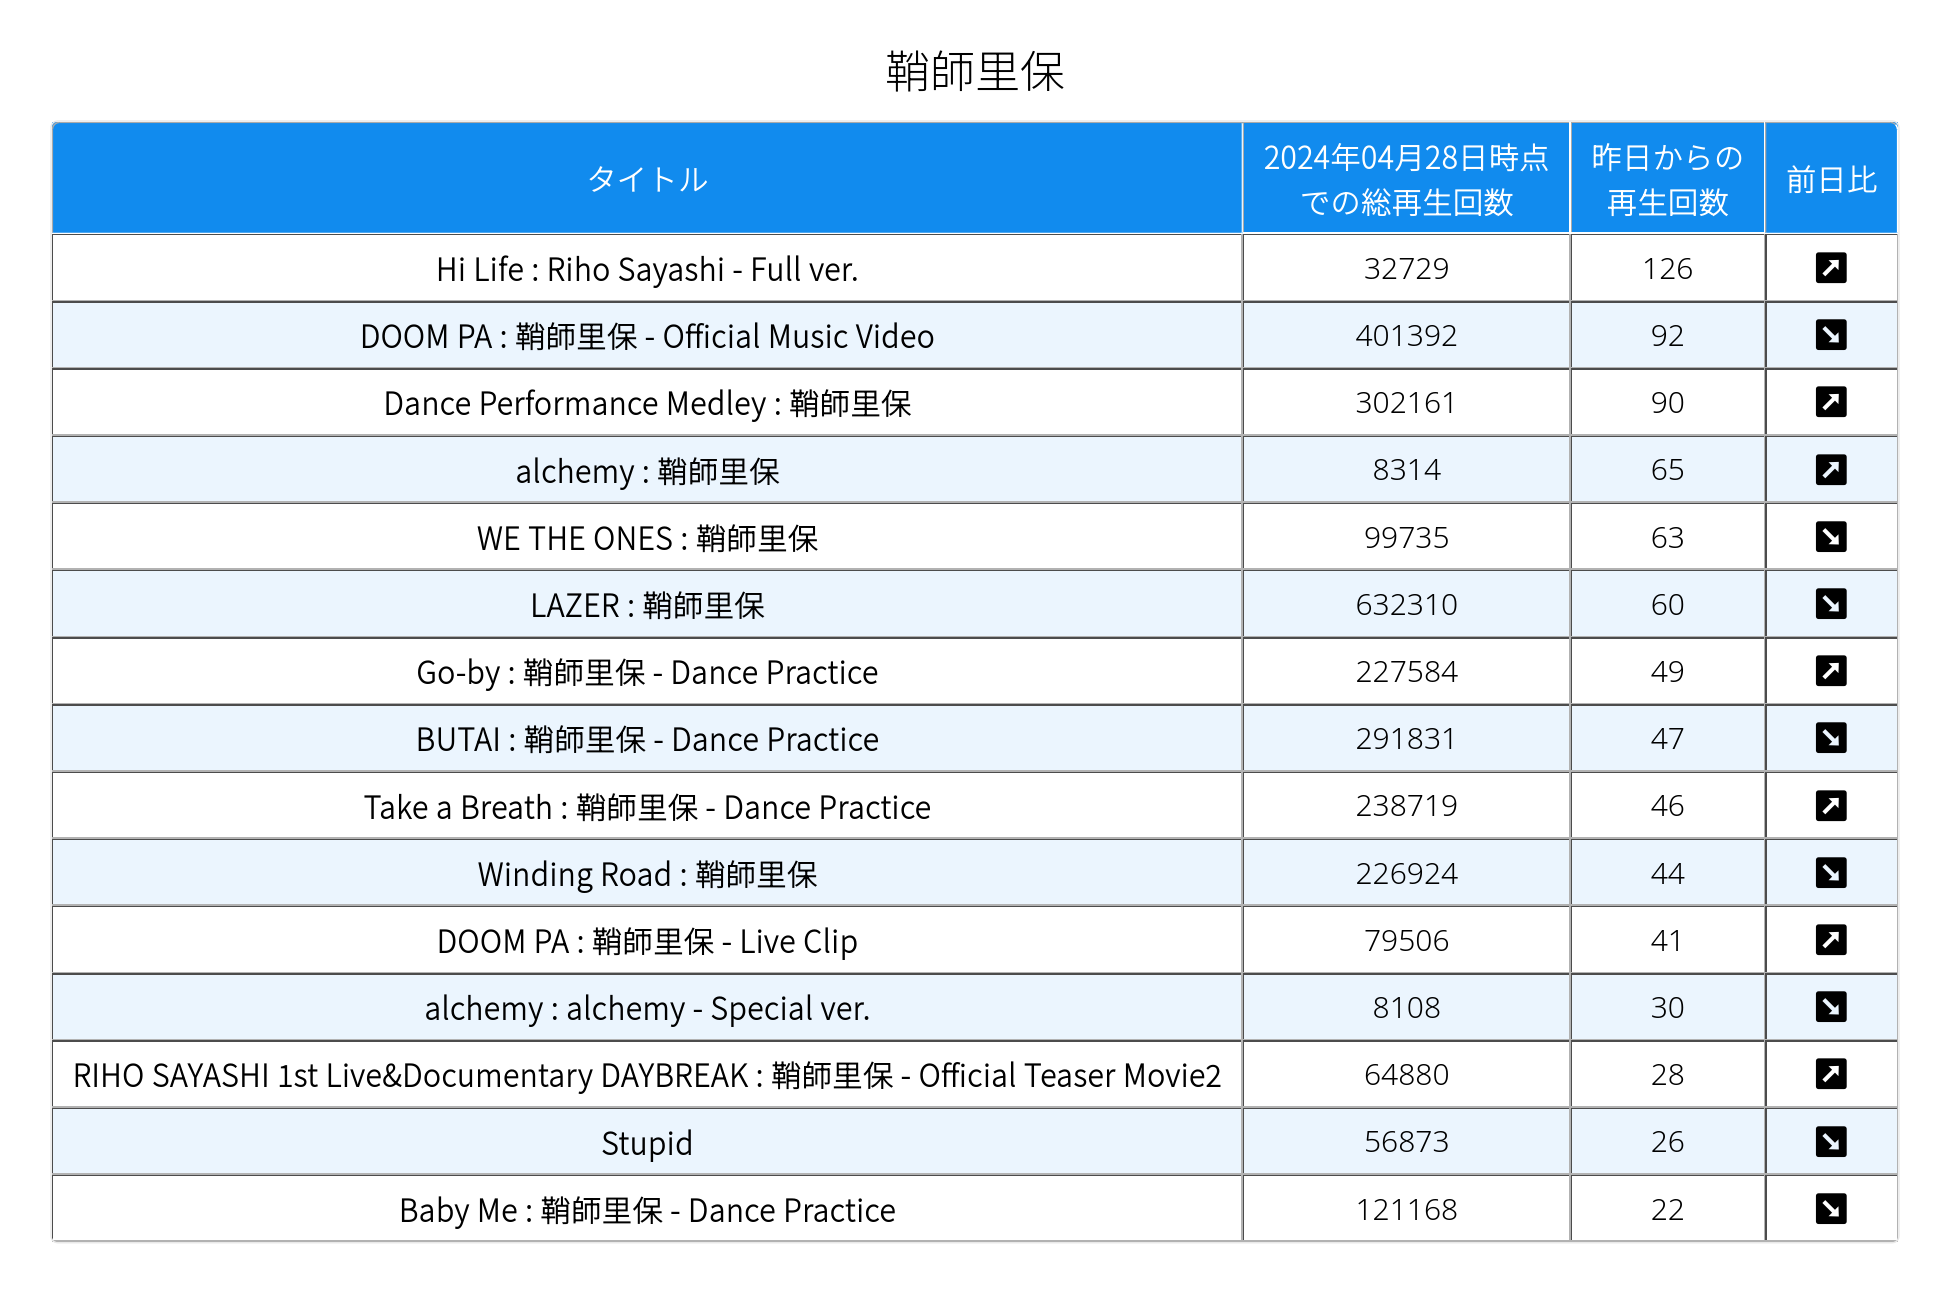 鞘師里保
タイトル 2024年04月28日時点での総再生回数 昨日からの再生回数 前日比
Hi Life : Riho Sayashi - Full ver. 32729 126 ↗
DOOM PA : 鞘師里保 - Official Music Video 401392 92 ↘
Dance Performance Medley : 鞘師里保 302161 90 ↗
alchemy : 鞘師里保 8314 65 ↗
WE THE ONES : 鞘師里保 99735 63 ↘
LAZER : 鞘師里保 632310 60 ↘
Go-by : 鞘師里保 - Dance Practice 227584 49 ↗
BUTAI : 鞘師里保 - Dance Practice 291831 47 ↘
Take a Breath : 鞘師里保 - Dance Practice 238719 46 ↗
Winding Road : 鞘師里保 226924 44 ↘
DOOM PA : 鞘師里保 - Live Clip 79506 41 ↗
alchemy : alchemy - Special ver. 8108 30 ↘
RIHO SAYASHI 1st Live&Documentary DAYBREAK : 鞘師里保 - Official Teaser Movie2 64880 28 ↗
Stupid 56873 26 ↘
Baby Me : 鞘師里保 - Dance Practice 121168 22 ↘